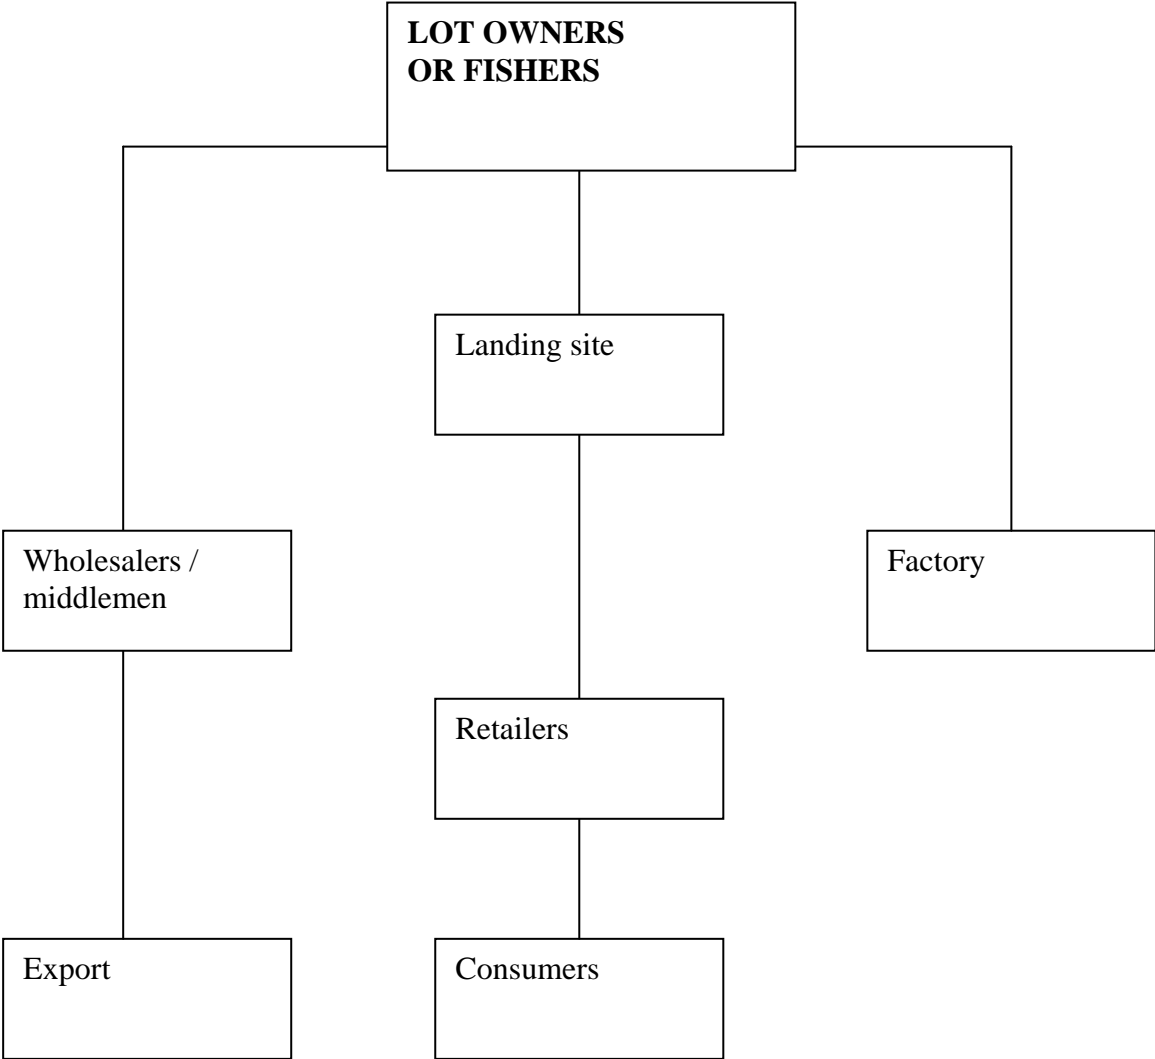 LOT OWNERS
OR FISHERS
Landing site
Wholesalers /
middlemen
Factory
Retailers
Export
Consumers